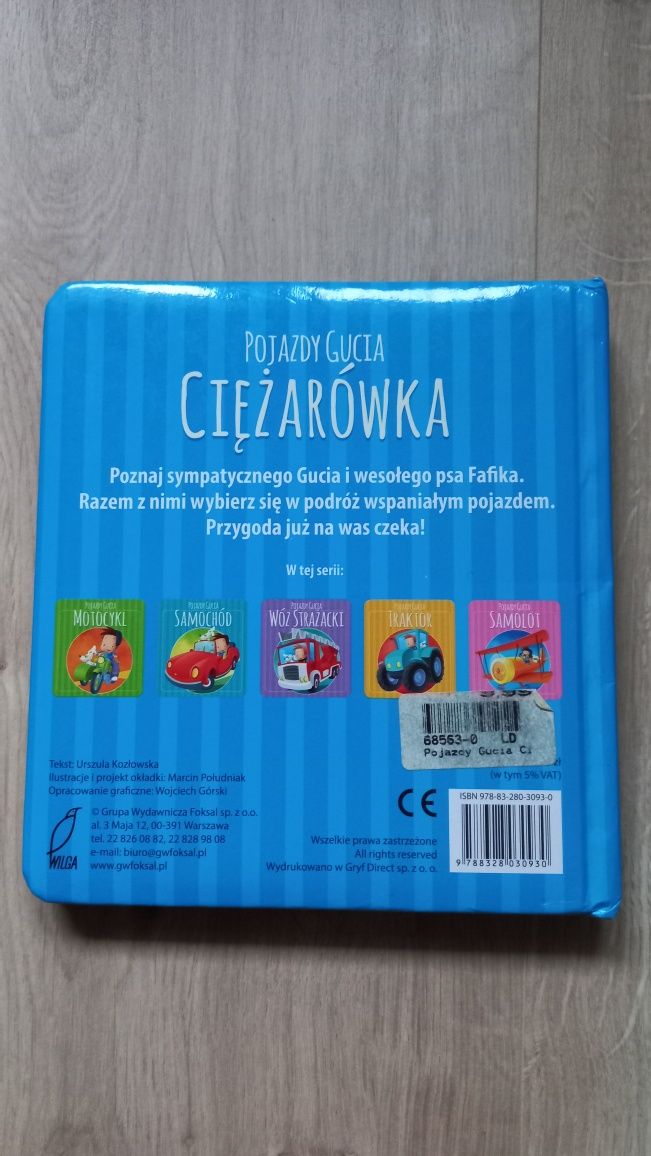 POJAZDY GUCIA
CIĘŻARÓWKA
Poznaj sympatycznego Gucia i wesołego psa Fafika.
Razem z nimi wybierz się w podróż wspaniałym pojazdem.
Przygoda już na was czeka!
W tej serii:
POJAZDY GUCIA
MOTOCYKL
POJAZDY GUCIA
SAMOCHÓD
POJAZDY GUCIA
WÓZ STRAŻACKI
POJAZDY GUCIA
TRAKTOR
POJAZDY GUCIA
SAMOLOT
68563-0 LD
Pojazdy Gucia Ci
Tekst: Urszula Kozłowska
Ilustracje i projekt okładki: Marcin Południak
Opracowanie graficzne: Wojciech Górski
zł
(w tym 5% VAT)
WILGA
© Grupa Wydawnicza Foksal sp. z o.o.
al. 3 Maja 12, 00-391 Warszawa
tel. 22 826 08 82, 22 828 98 08
e-mail: biuro@gwfoksal.pl
www.gwfoksal.pl
CE
Wszelkie prawa zastrzeżone
All rights reserved
Wydrukowano w Gryf Direct sp. z o. o.
ISBN 978-83-280-3093-0
9 788328 030930